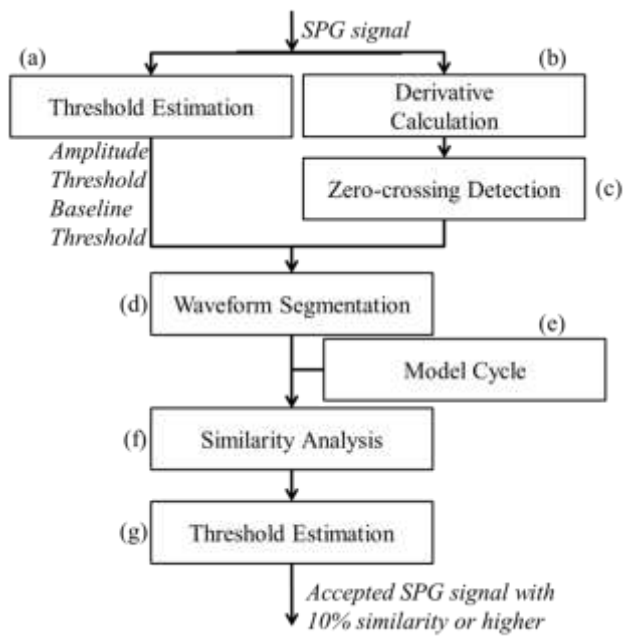 SPG signal
(a)
(b)
Threshold Estimation
Derivative
Calculation
Amplitude
Threshold
Baseline
Threshold
Zero-crossing Detection
(c)
(d)
Waveform Segmentation
(e)
Model Cycle
(f)
Similarity Analysis
(g)
Threshold Estimation
Accepted SPG signal with
10% similarity or higher